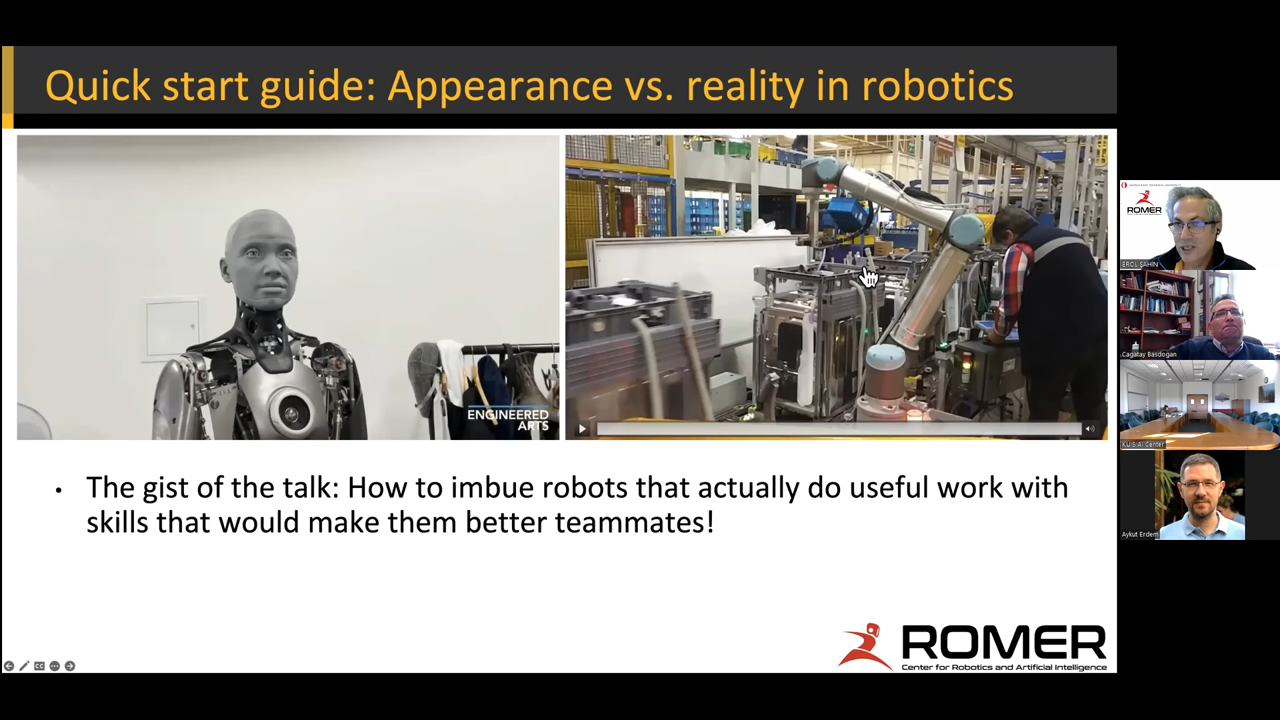 Quick start guide: Appearance vs. reality in robotics
ENGINEERED
ARTS
• The gist of the talk: How to imbue robots that actually do useful work with
skills that would make them better teammates!
ROMER
Center for Robotics and Artificial Intelligence
ROMER
EROL ŞAHİN
Cagatay Basdogan
KUIS AI Center
Aykut Erdem